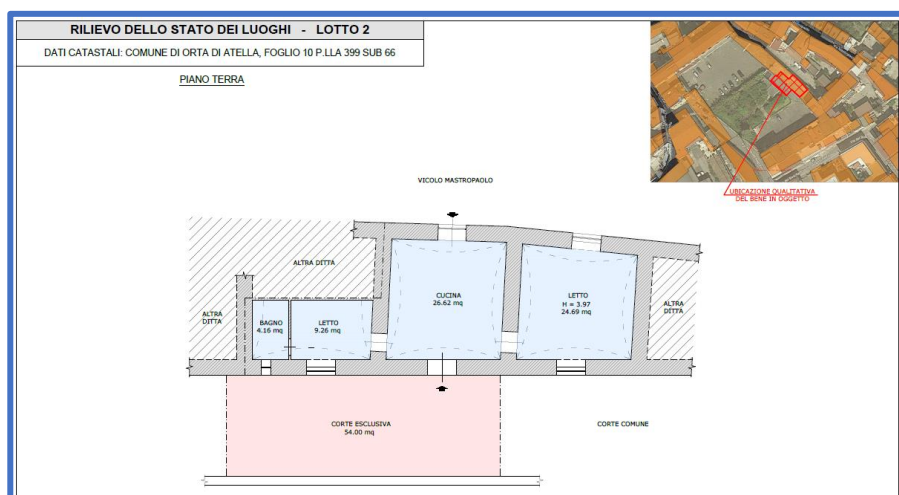 RILIEVO DELLO STATO DEI LUOGHI - LOTTO 2
DATI CATASTALI: COMUNE DI ORTA DI ATELLA, FOGLIO 10 P.LLA 399 SUB 66
PIANO TERRA
UBICAZIONE QUALITATIVA
DEL BENE IN OGGETTO
VICOLO MASTROPAOLO
ALTRA DITTA
ALTRA
DITTA
BAGNO
4.16 mq
LETTO
9.26 mq
CUCINA
26.62 mq
LETTO
H = 3.97
24.69 mq
ALTRA
DITTA
CORTE ESCLUSIVA
54.00 mq
CORTE COMUNE